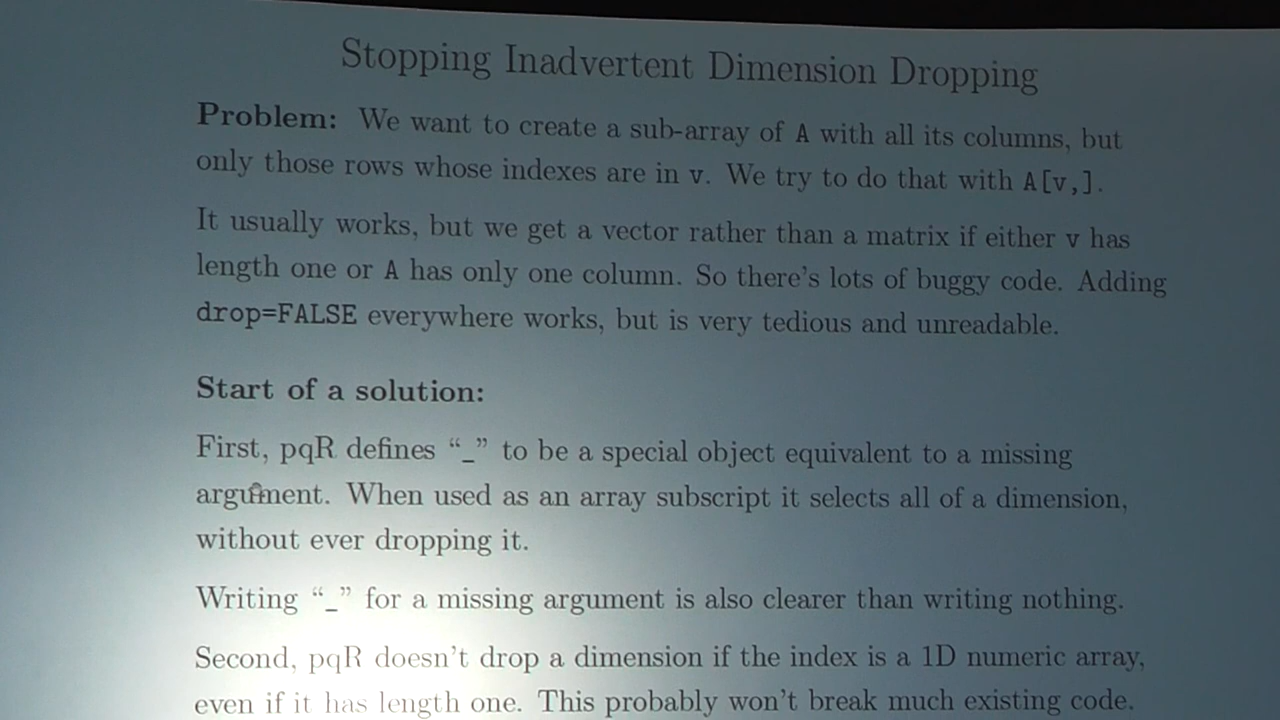 Stopping Inadvertent Dimension Dropping
Problem: We want to create a sub-array of A with all its columns, but
only those rows whose indexes are in v. We try to do that with A[v,].
It usually works, but we get a vector rather than a matrix if either v has
length one or A has only one column. So there's lots of buggy code. Adding
drop=FALSE everywhere works, but is very tedious and unreadable.
Start of a solution:
First, pqR defines “_” to be a special object equivalent to a missing
argument. When used as an array subscript it selects all of a dimension,
without ever dropping it.
Writing “_” for a missing argument is also clearer than writing nothing.
Second, pqR doesn't drop a dimension if the index is a 1D numeric array,
even if it has length one. This probably won't break much existing code.